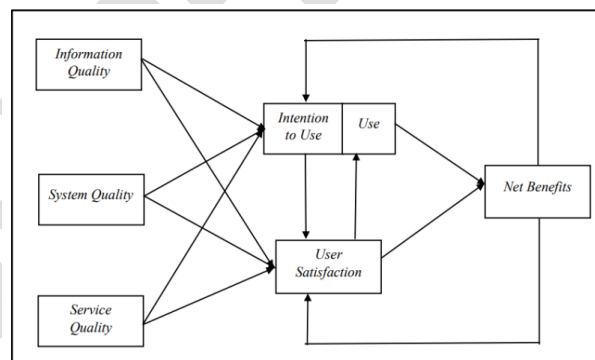 Information
Quality
Intention
to Use
Use
System Quality
Net Benefits
User
Satisfaction
Service
Quality